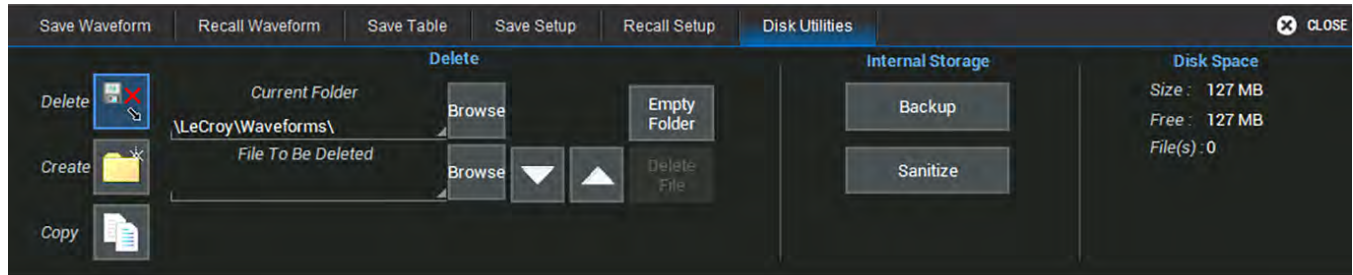 Save Waveform Recall Waveform Save Table Save Setup Recall Setup Disk Utilities CLOSE
Delete Internal Storage Disk Space
Delete
Current Folder
\LeCroy\Waveforms\
Browse
Empty
Folder
Create
File To Be Deleted
Browse
Delete
File
Copy
Backup
Sanitize
Size : 127 MB
Free : 127 MB
File(s) :0